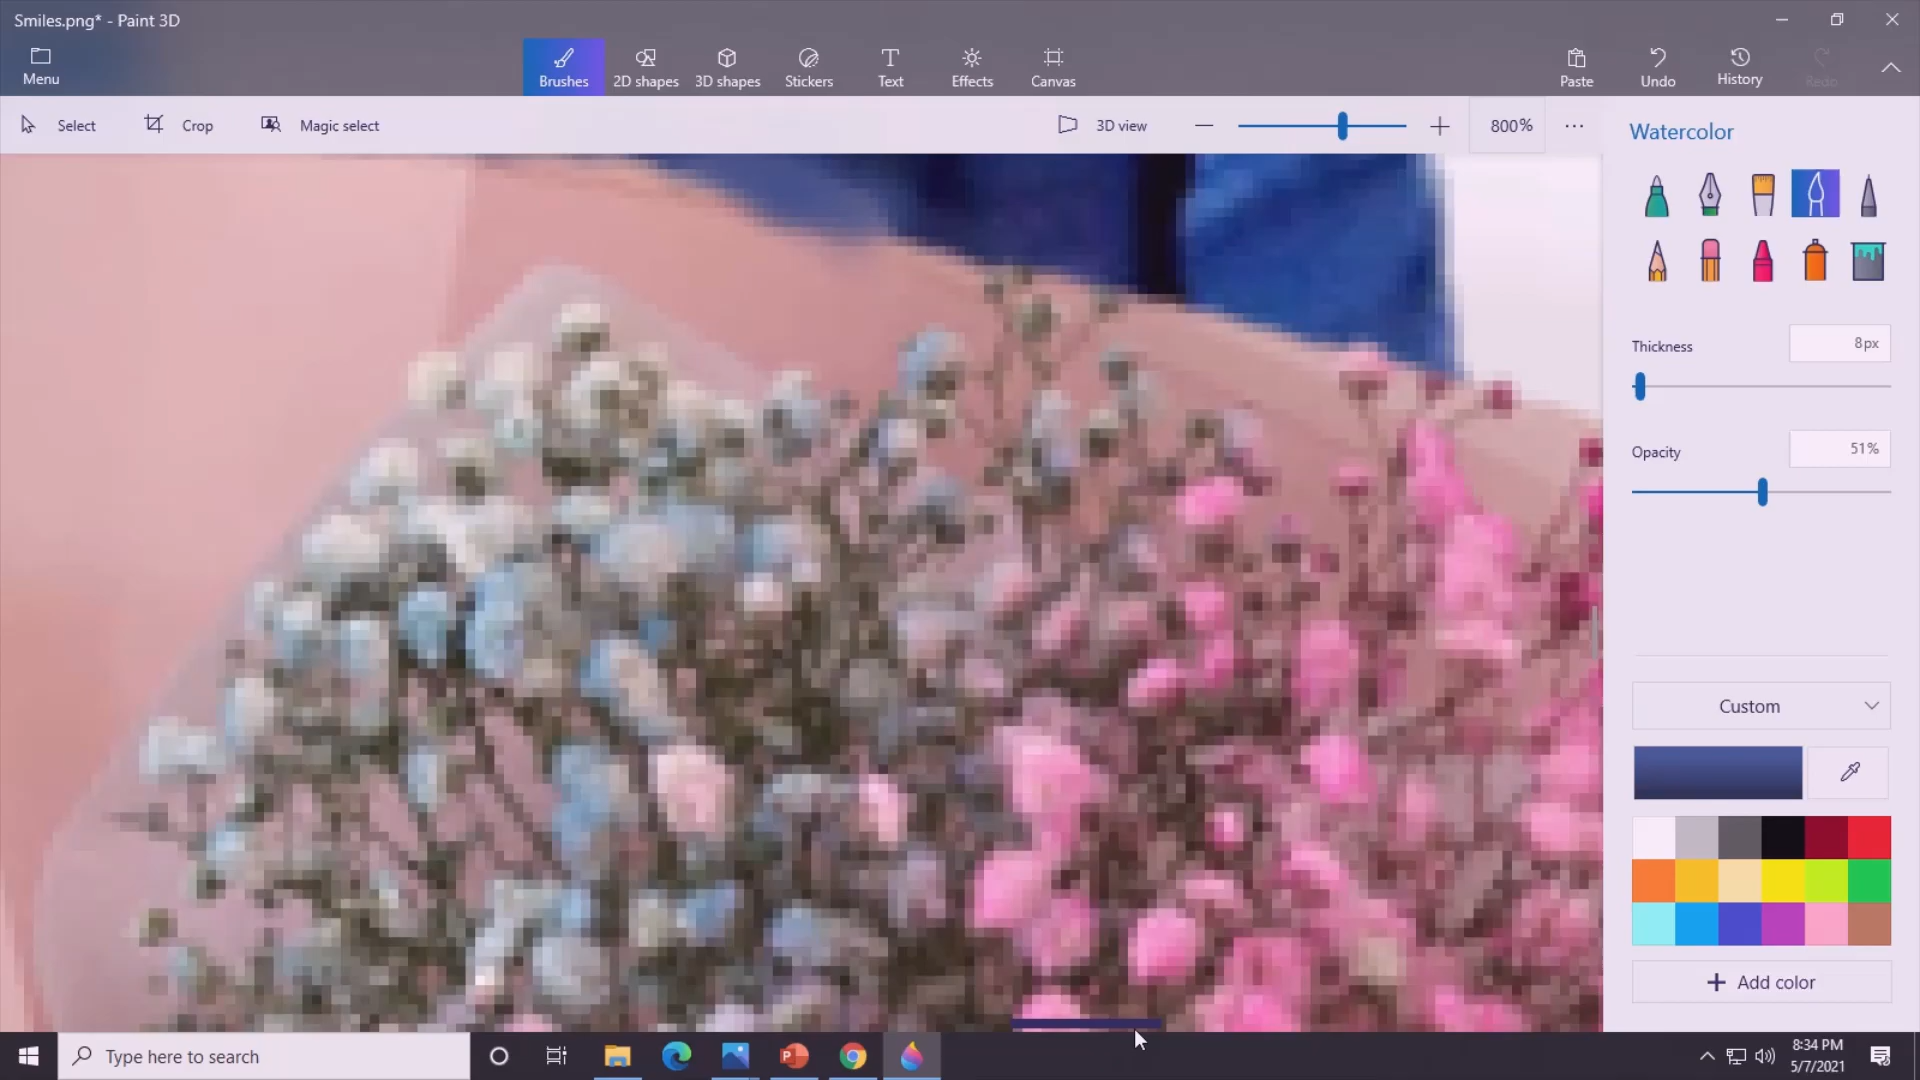 Smiles.png* - Paint 3D
Menu
Brushes
2D shapes
3D shapes
Stickers
Text
Effects
Canvas
Paste
Undo
History
Redo
Select
Crop
Magic select
3D view
800%
Watercolor
Thickness
8px
Opacity
51%
Custom
Add color
Type here to search
8:34 PM
5/7/2021